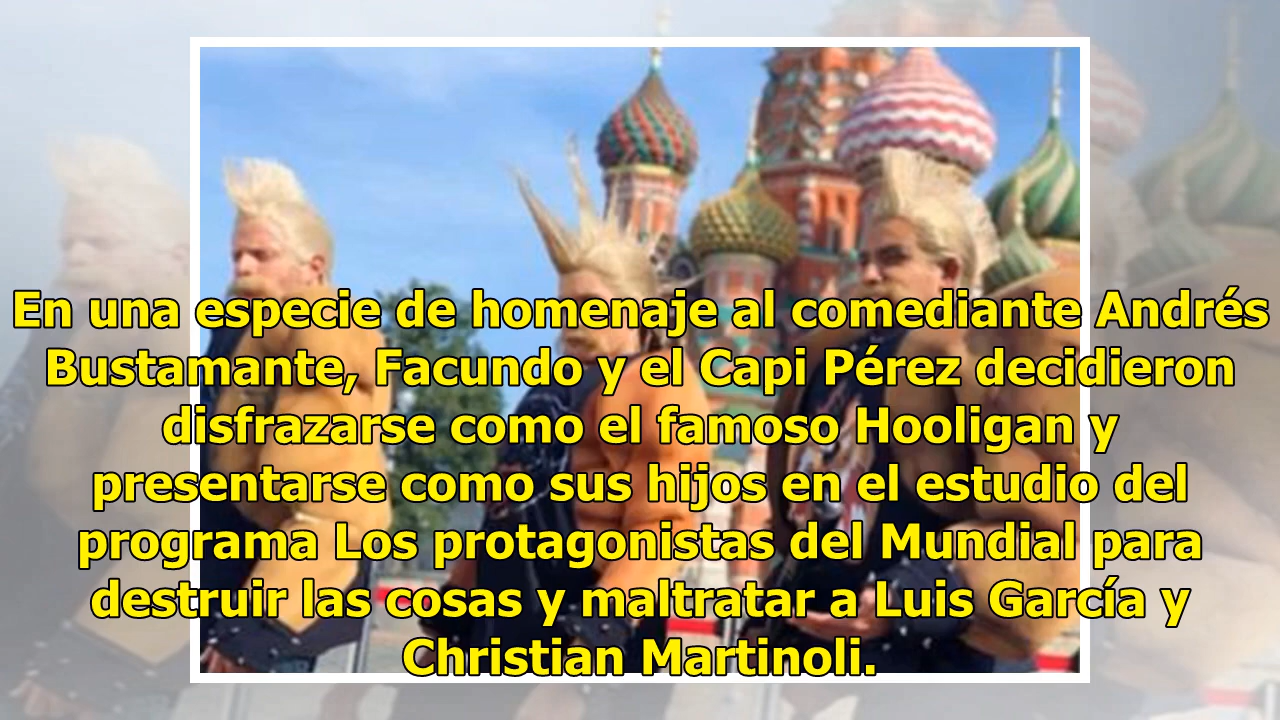 En una especie de homenaje al comediante Andrés
Bustamante, Facundo y el Capi Pérez decidieron
disfrazarse como el famoso Hooligan y
presentarse como sus hijos en el estudio del
programa Los protagonistas del Mundial para
destruir las cosas y maltratar a Luis García y
Christian Martinoli.